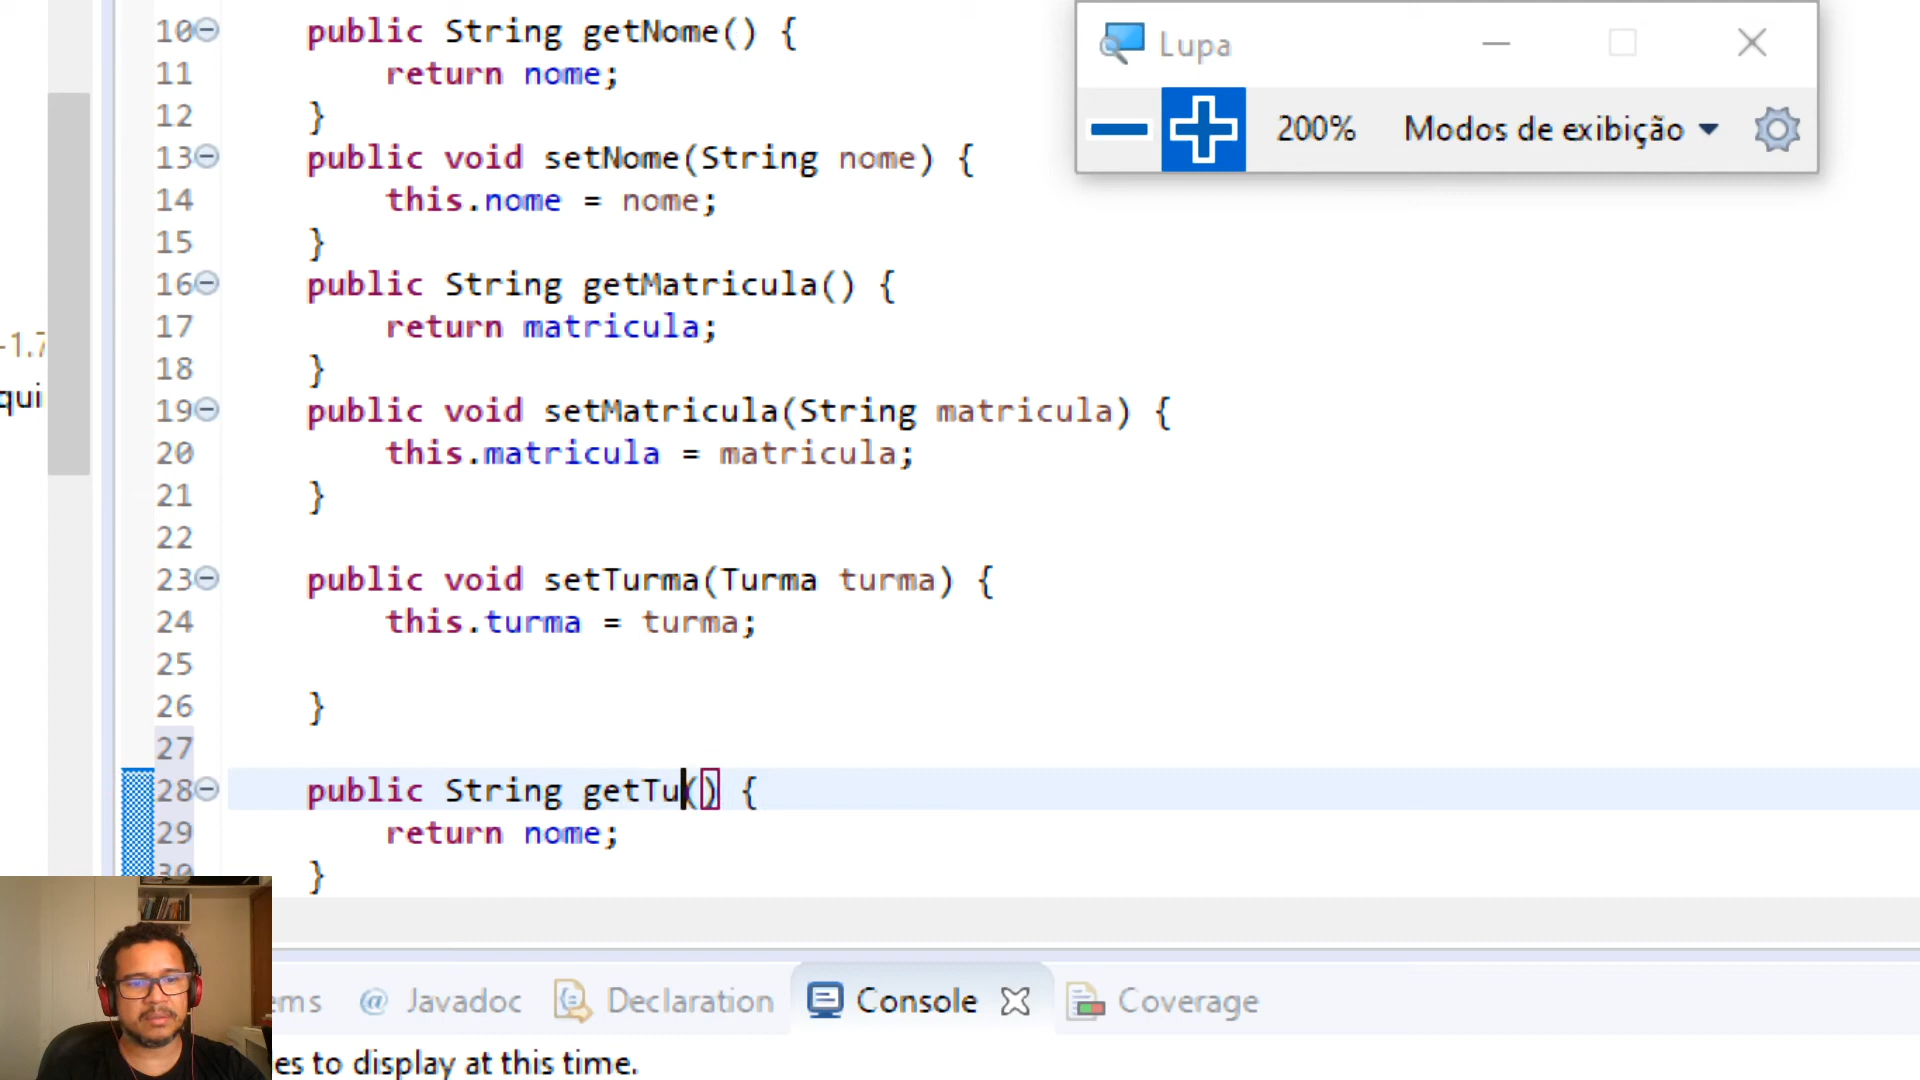 10 public String getNome() {
11 return nome;
12 }
13 public void setNome(String nome) {
14 this.nome = nome;
15 }
16 public String getMatricula() {
17 return matricula;
18 }
19 public void setMatricula(String matricula) {
20 this.matricula = matricula;
21 }
22
23 public void setTurma(Turma turma) {
24 this.turma = turma;
25
26 }
27
28 public String getTu() {
29 return nome;
30 }
Lupa
200% Modos de exibição
-1.7
qui
ems @ Javadoc Declaration Console Coverage
es to display at this time.